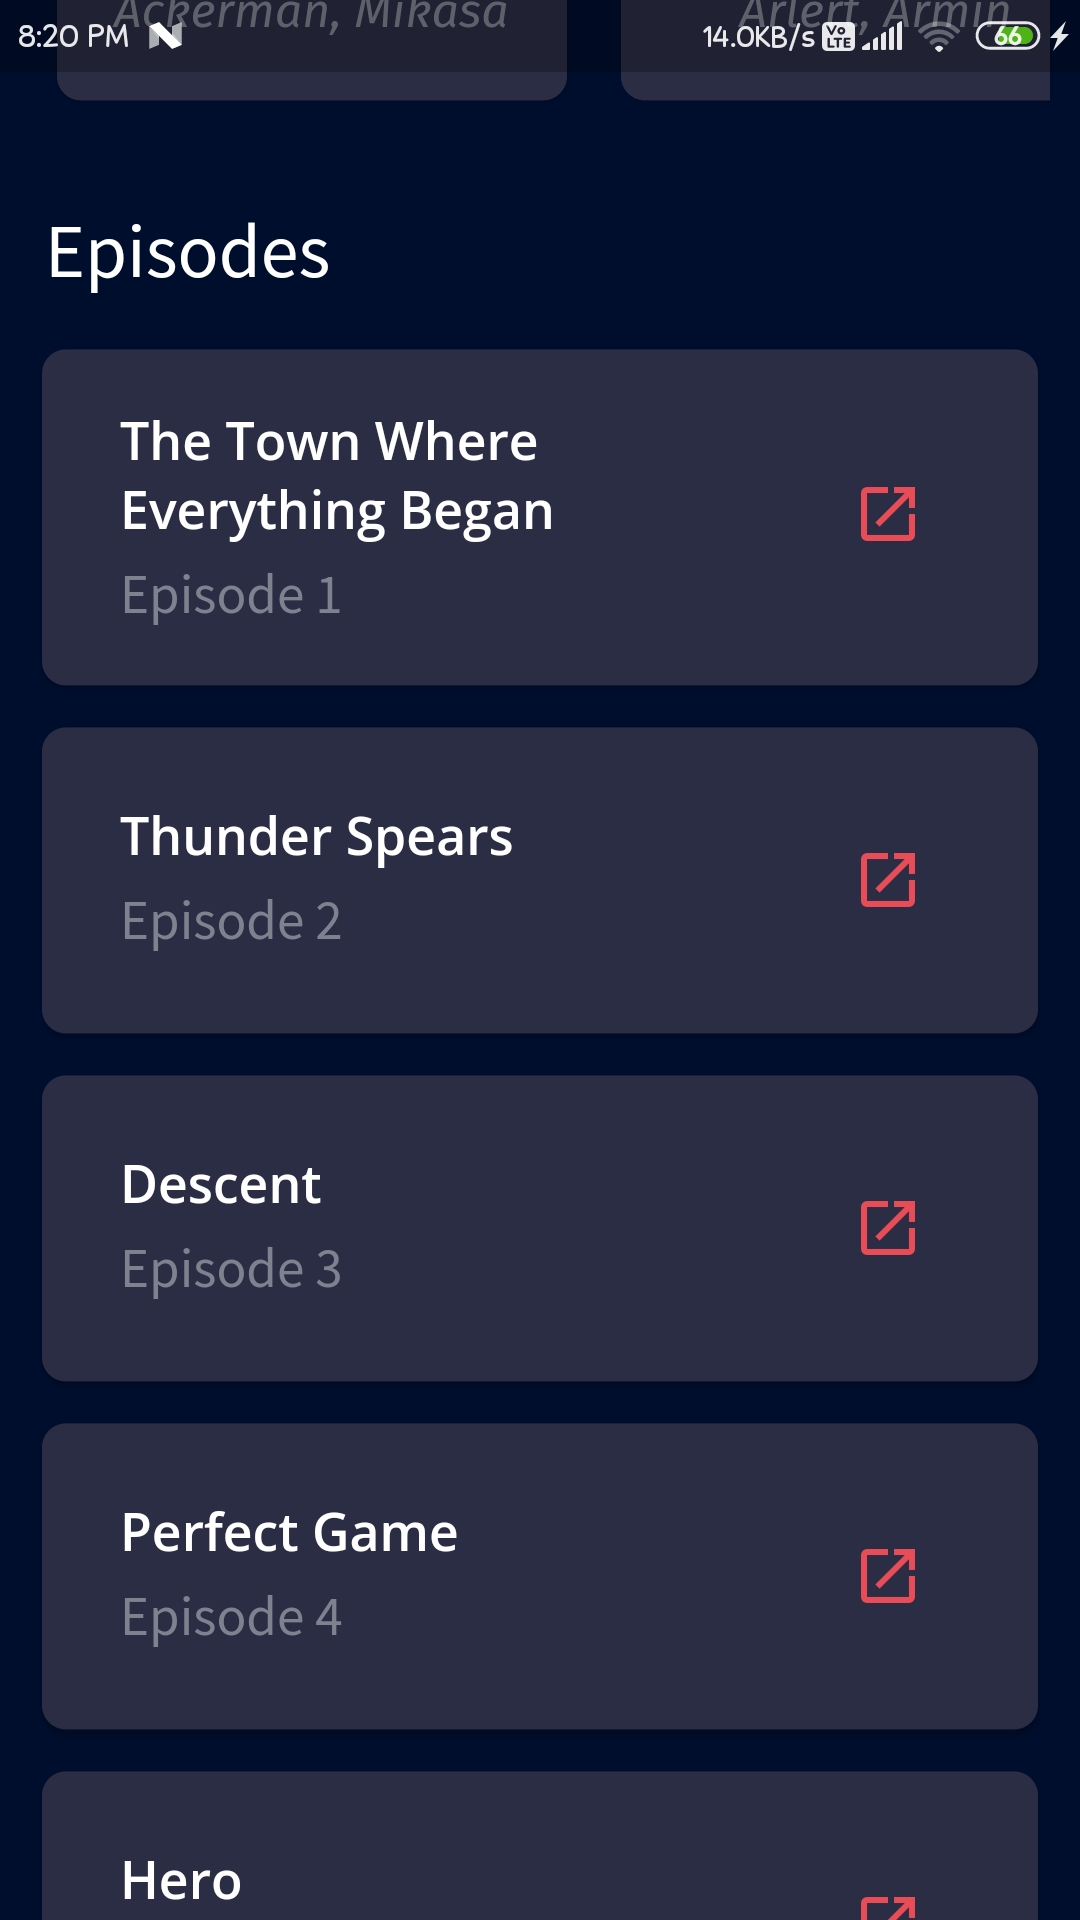 Ackerman, Mikasa
Arlert, Armin
8:20 PM
14.0KB/s
Vo
LTE
66
Episodes
The Town Where
Everything Began
Episode 1
Thunder Spears
Episode 2
Descent
Episode 3
Perfect Game
Episode 4
Hero